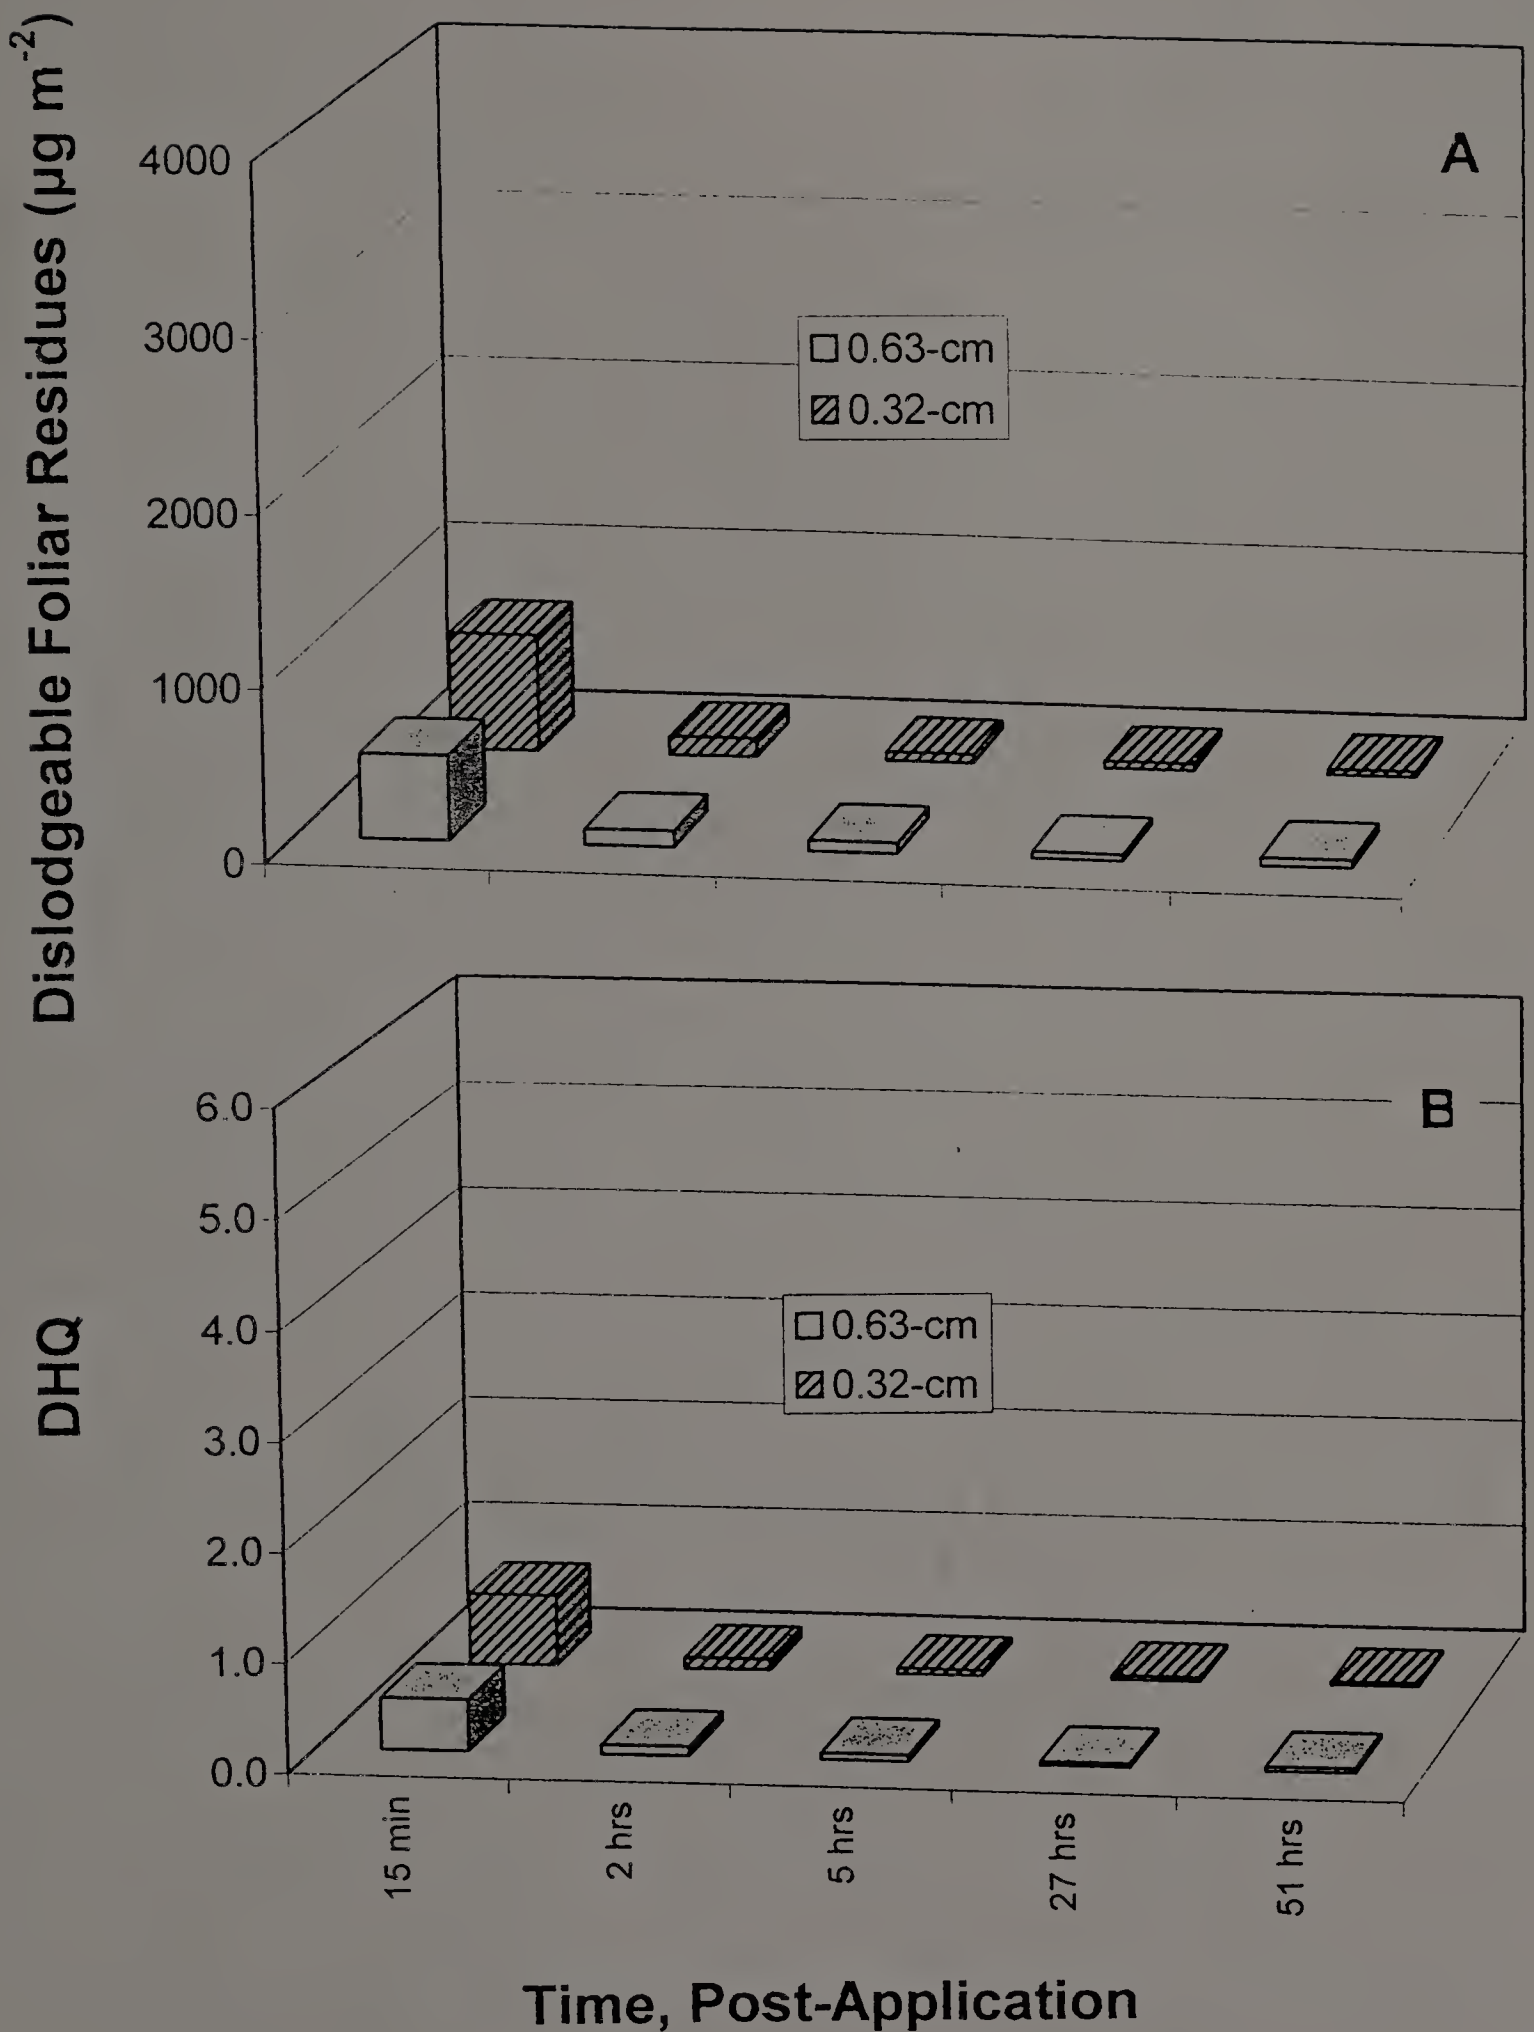 Dislodgeable Foliar Residues (µg m-2)
4000
3000
2000
1000
0
A
0.63-cm
0.32-cm
DHQ
6.0
5.0
4.0
3.0
2.0
1.0
0.0
B
0.63-cm
0.32-cm
15 min
2 hrs
5 hrs
27 hrs
51 hrs
Time, Post-Application